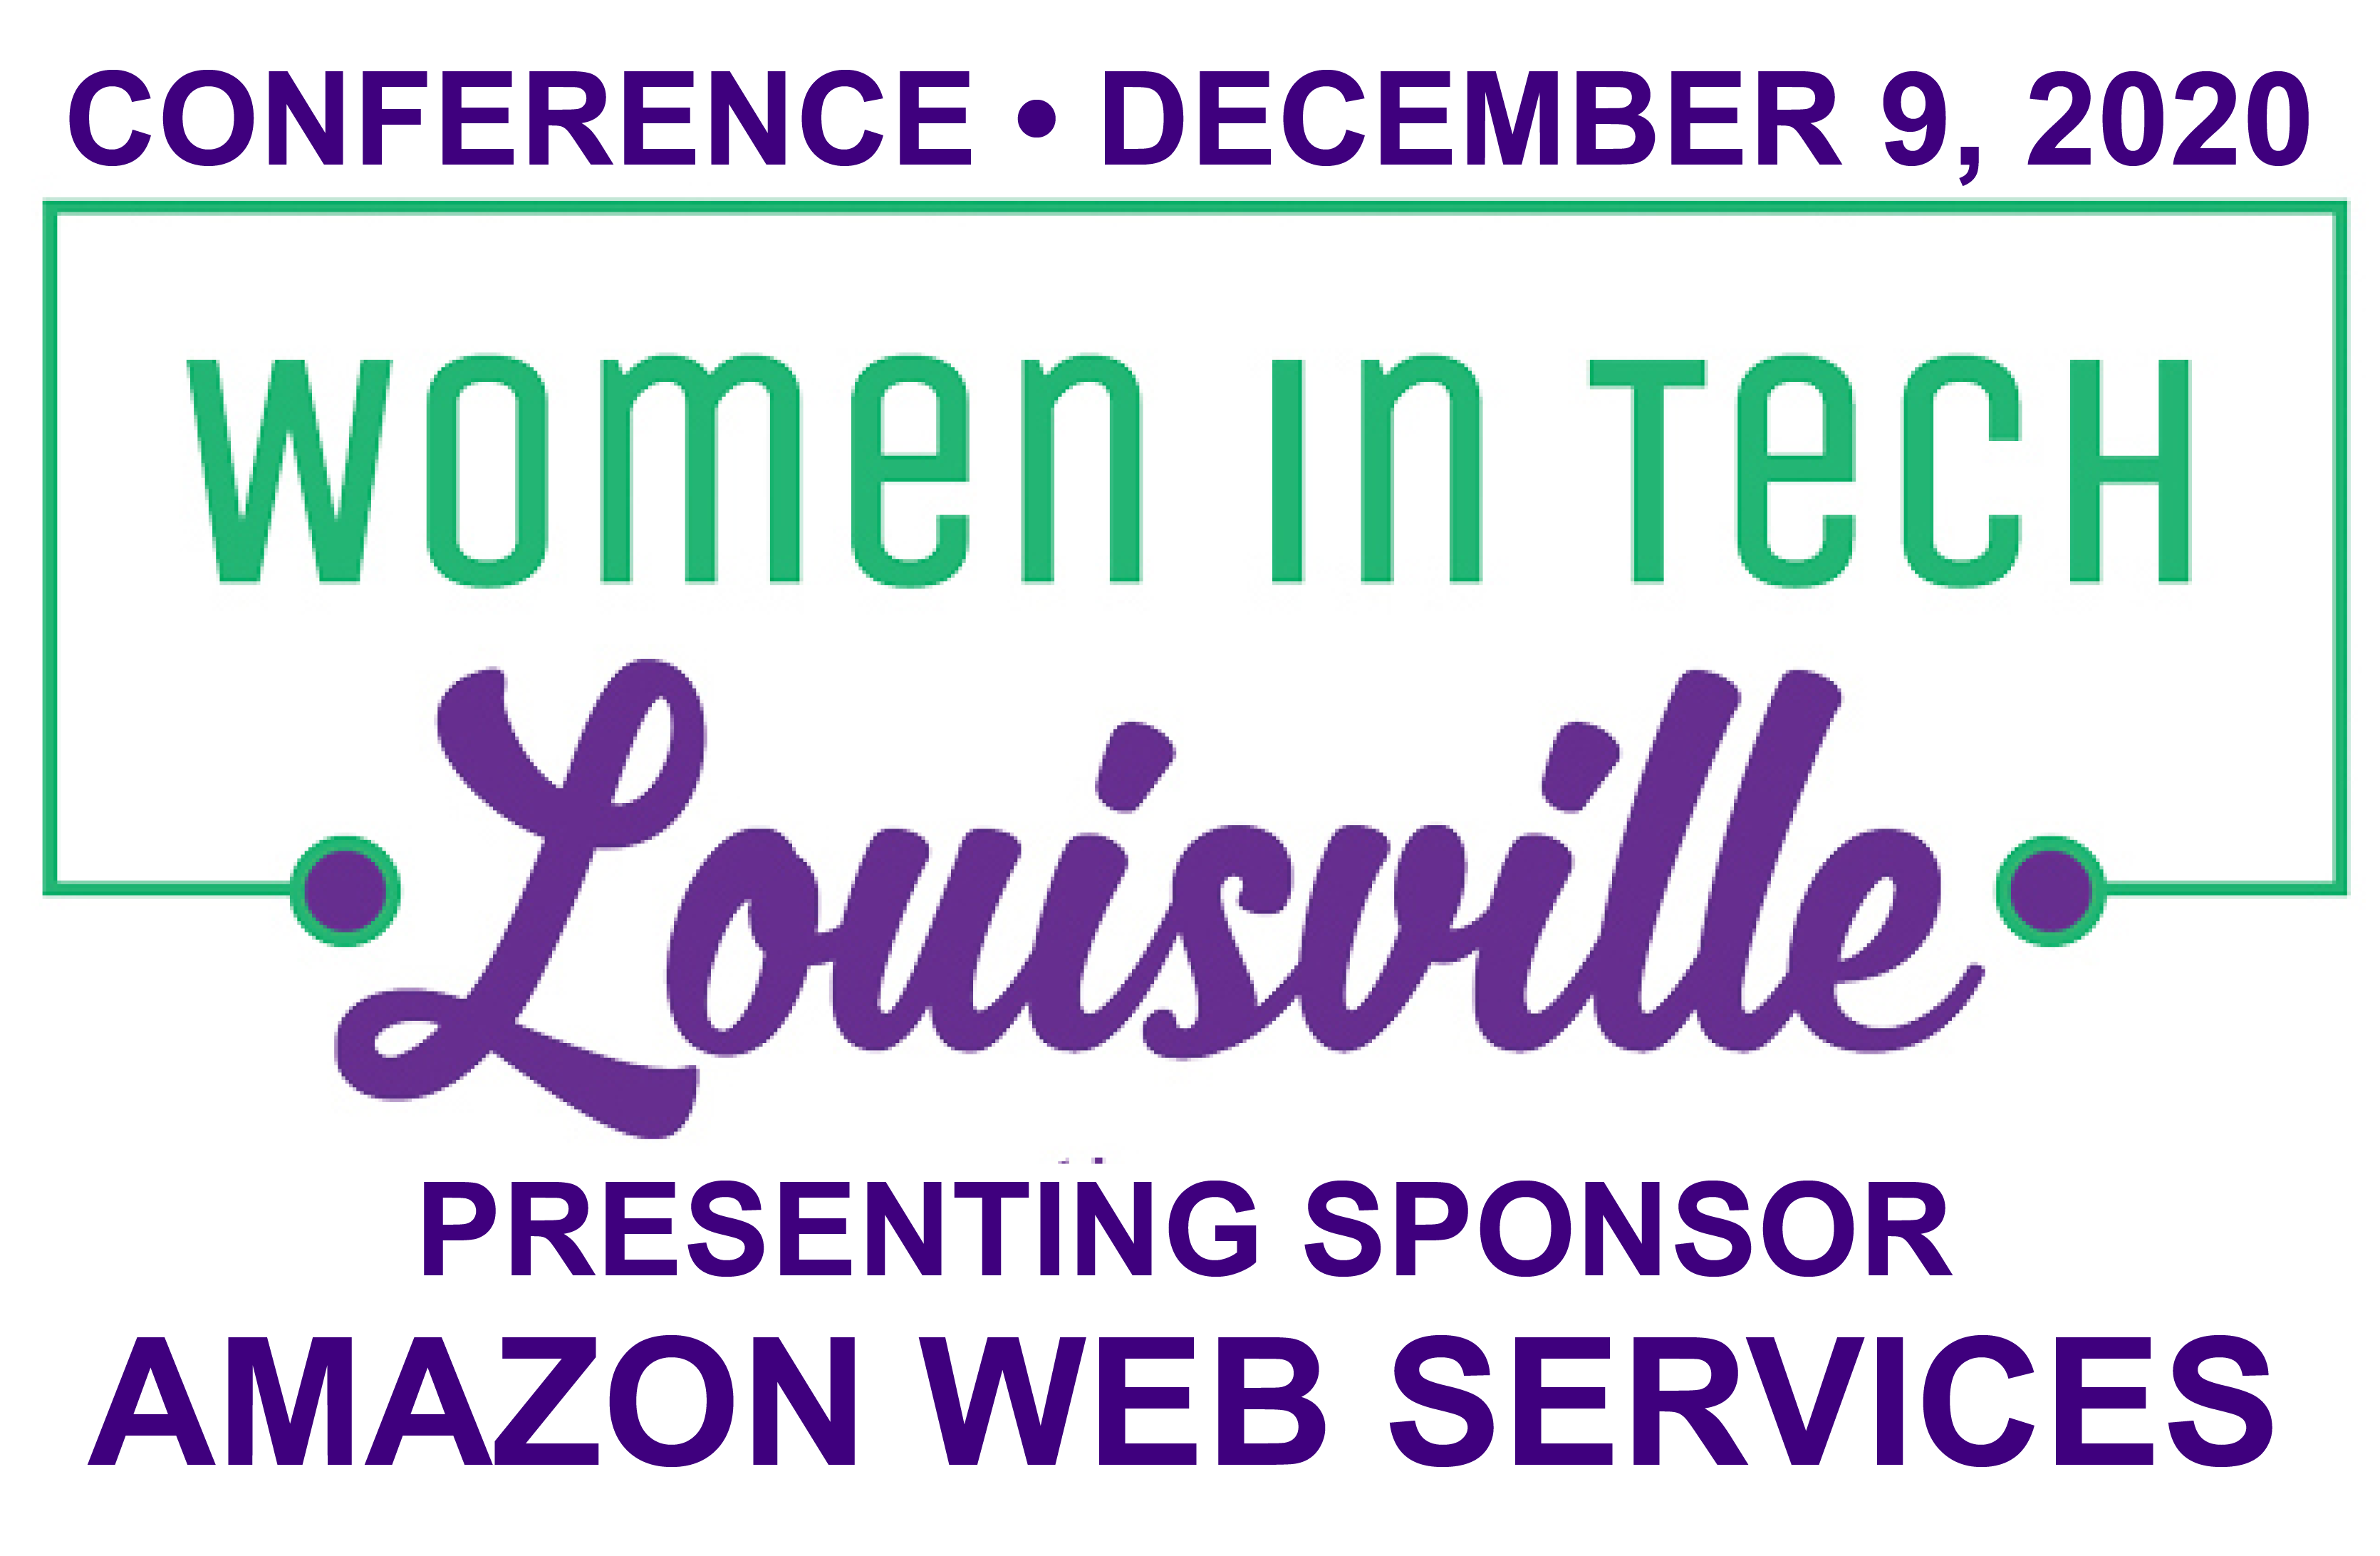 CONFERENCE • DECEMBER 9, 2020
women in Tech
Louisville
PRESENTING SPONSOR
AMAZON WEB SERVICES